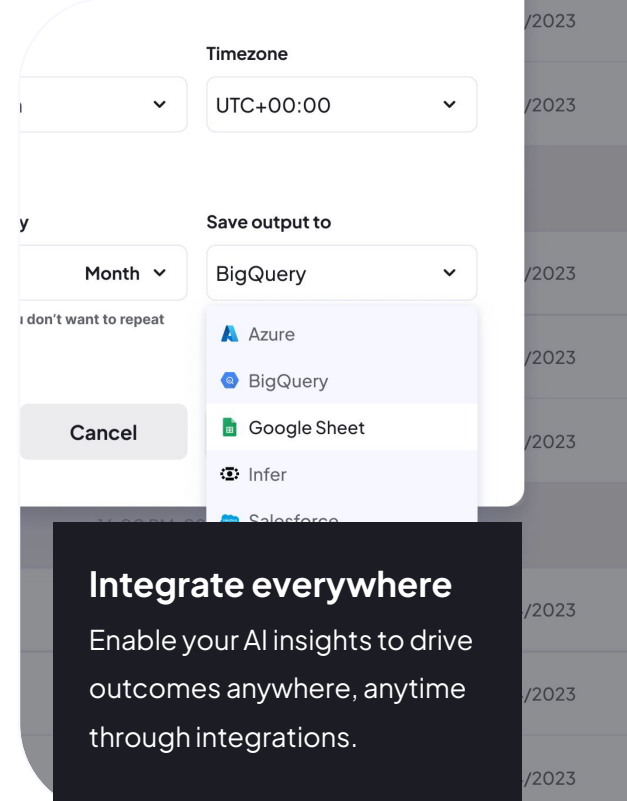 /2023
Timezone
UTC+00:00
/2023
y
Save output to
Month
BigQuery
/2023
don't want to repeat
Azure
/2023
BigQuery
Cancel
Google Sheet
/2023
Infer
Salesforce
Integrate everywhere
/2023
Enable your AI insights to drive
outcomes anywhere, anytime
/2023
through integrations.
/2023